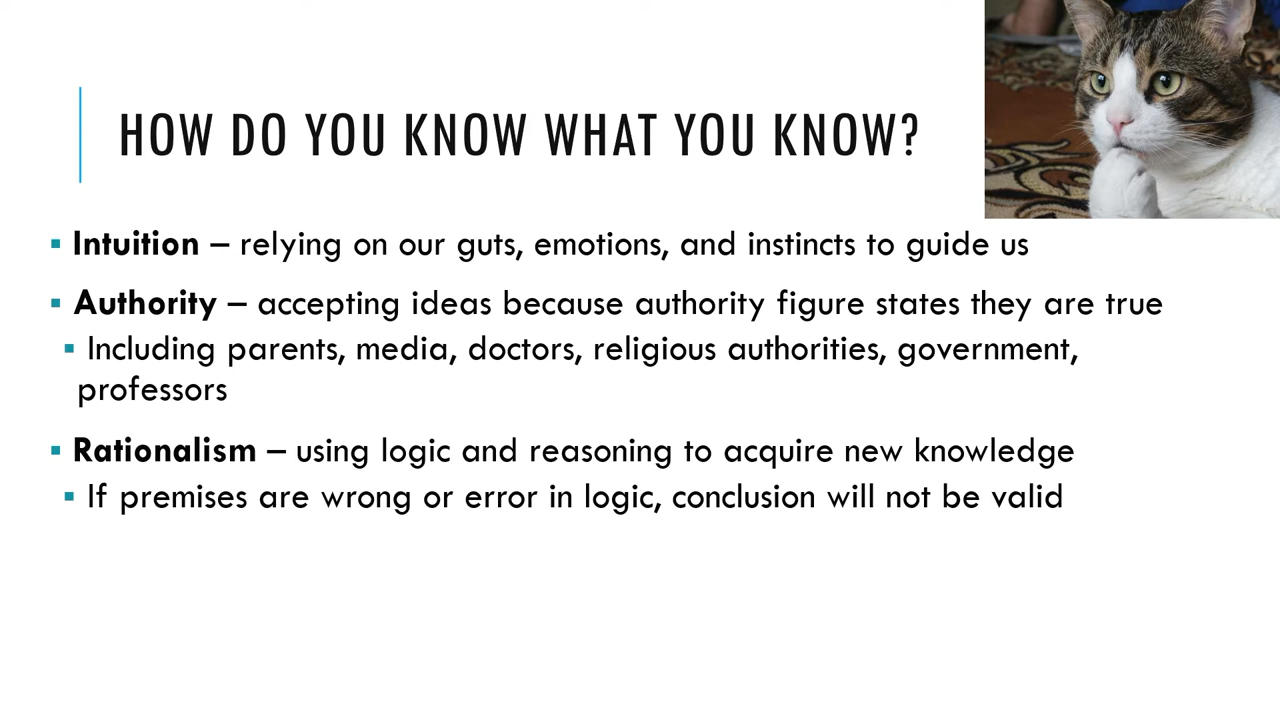 HOW DO YOU KNOW WHAT YOU KNOW?
▪ Intuition – relying on our guts, emotions, and instincts to guide us
▪ Authority – accepting ideas because authority figure states they are true
▪ Including parents, media, doctors, religious authorities, government,
professors
▪ Rationalism – using logic and reasoning to acquire new knowledge
▪ If premises are wrong or error in logic, conclusion will not be valid